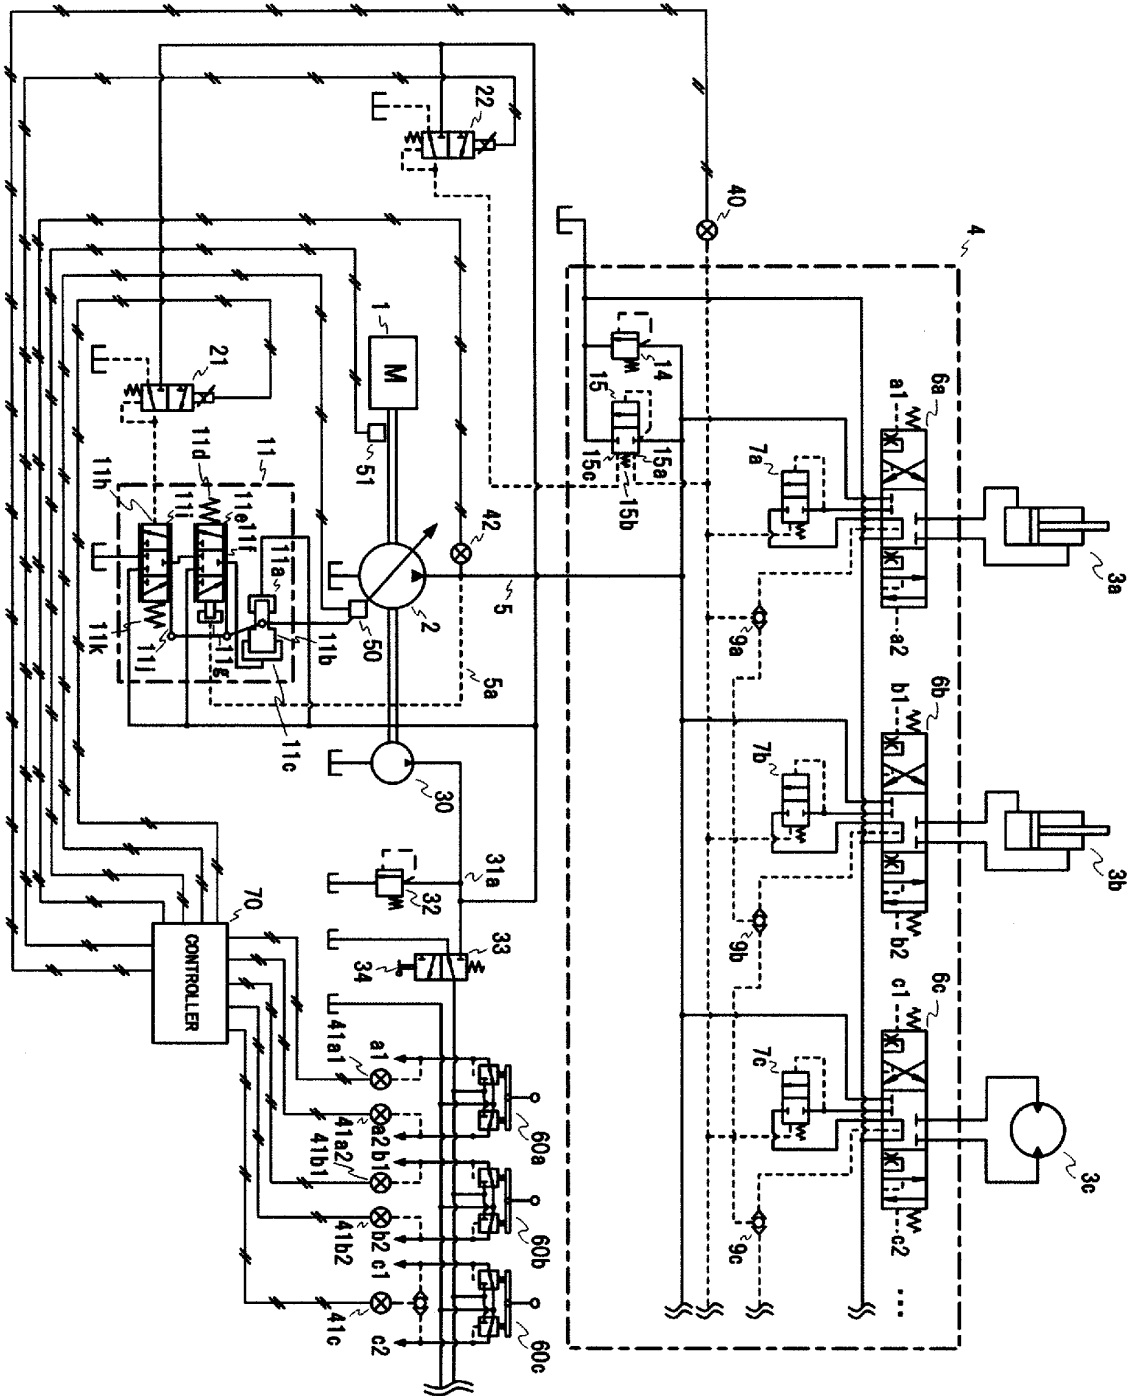 40
4
6a
a1
a2
6b
b1
b2
6c
c1
c2
...
3a
3b
3c
7a
7b
7c
9a
9b
9c
14
15
15a
15b
15c
22
21
1
M
51
42
5
2
50
5a
11
11d
11e
11f
11a
11b
11c
11g
11h
11i
11j
11k
30
31a
32
33
34
70
CONTROLLER
41a1
a1
41a2
a2
b1
41b1
41b2
b2
c1
41c
c2
60a
60b
60c